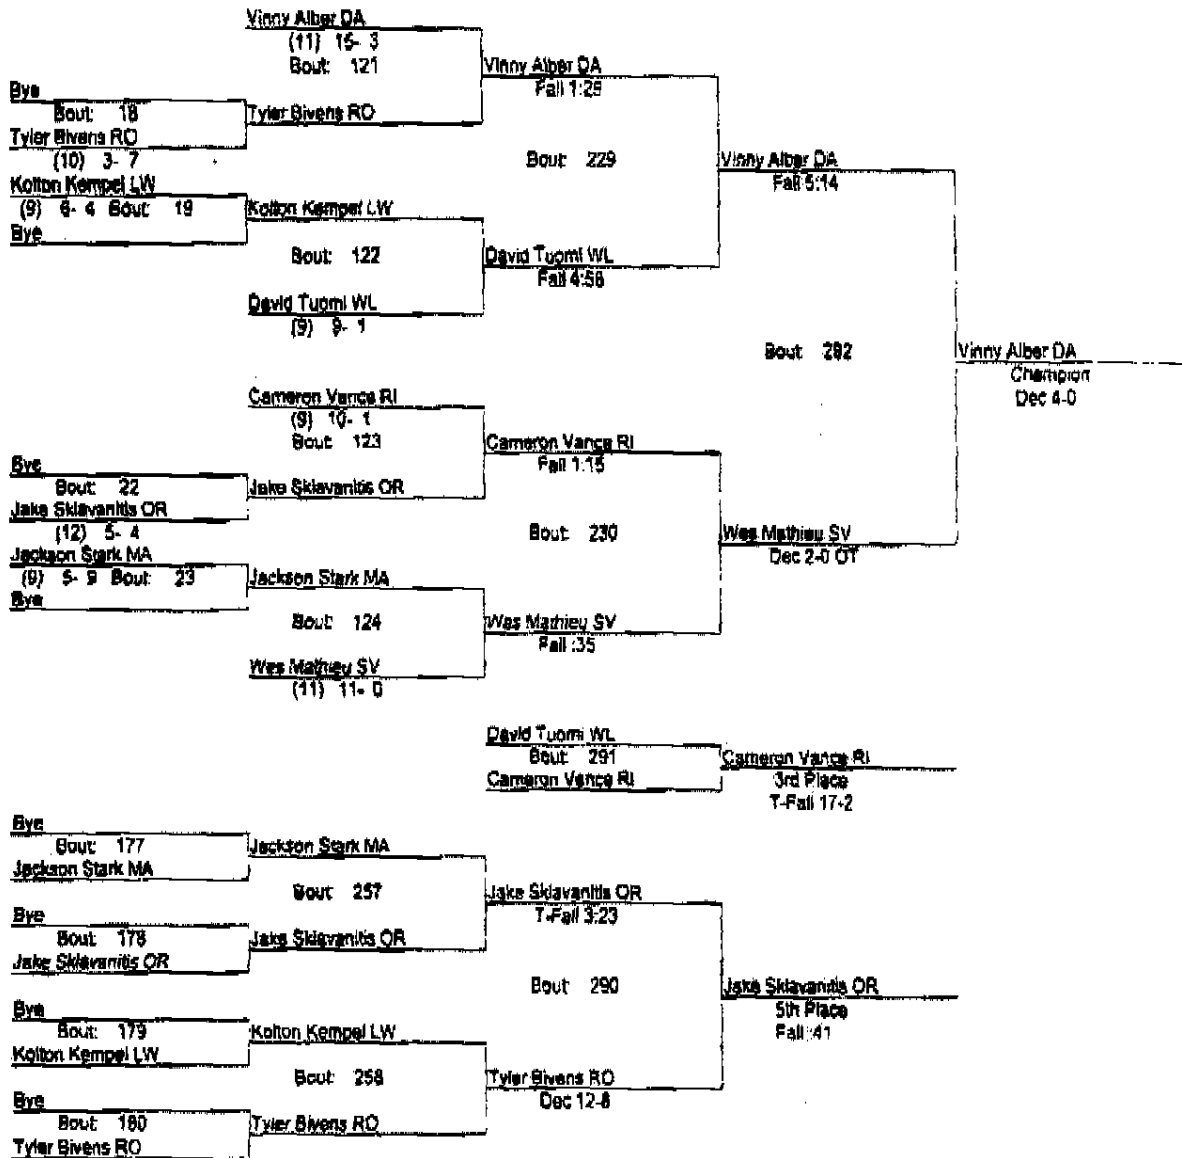 Vinny Alber DA
(11) 15- 3
Bout: 121
Vinny Alber DA
Fall 1:29
Bye
Bout: 18
Tyler Bivens RO
Tyler Bivens RO
(10) 3- 7
Bout: 229
Vinny Alber DA
Fall 5:14
Kolton Kempel LW
(9) 6- 4 Bout: 19
Kolton Kempel LW
Bye
Bout: 122
David Tuomi WL
Fall 4:56
David Tuomi WL
(9) 9- 1
Bout: 292
Vinny Alber DA
Champion
Dec 4-0
Cameron Vance RI
(9) 10- 1
Bout: 123
Cameron Vance RI
Fall 1:15
Bye
Bout: 22
Jake Sklavanitis OR
Jake Sklavanitis OR
(12) 5- 4
Bout: 230
Wes Mathieu SV
Dec 2-0 OT
Jackson Stark MA
(9) 5- 9 Bout: 23
Jackson Stark MA
Bye
Bout: 124
Wes Mathieu SV
Fall :35
Wes Mathieu SV
(11) 11- 0
David Tuomi WL
Bout: 291
Cameron Vance RI
Cameron Vance RI
3rd Place
T-Fall 17-2
Bye
Bout: 177
Jackson Stark MA
Jackson Stark MA
Bout: 257
Jake Sklavanitis OR
T-Fall 3:23
Bye
Bout: 178
Jake Sklavanitis OR
Jake Sklavanitis OR
Bout: 290
Jake Sklavanitis OR
5th Place
Fall :41
Bye
Bout: 179
Kolton Kempel LW
Kolton Kempel LW
Bout: 258
Tyler Bivens RO
Dec 12-8
Bye
Bout: 180
Tyler Bivens RO
Tyler Bivens RO